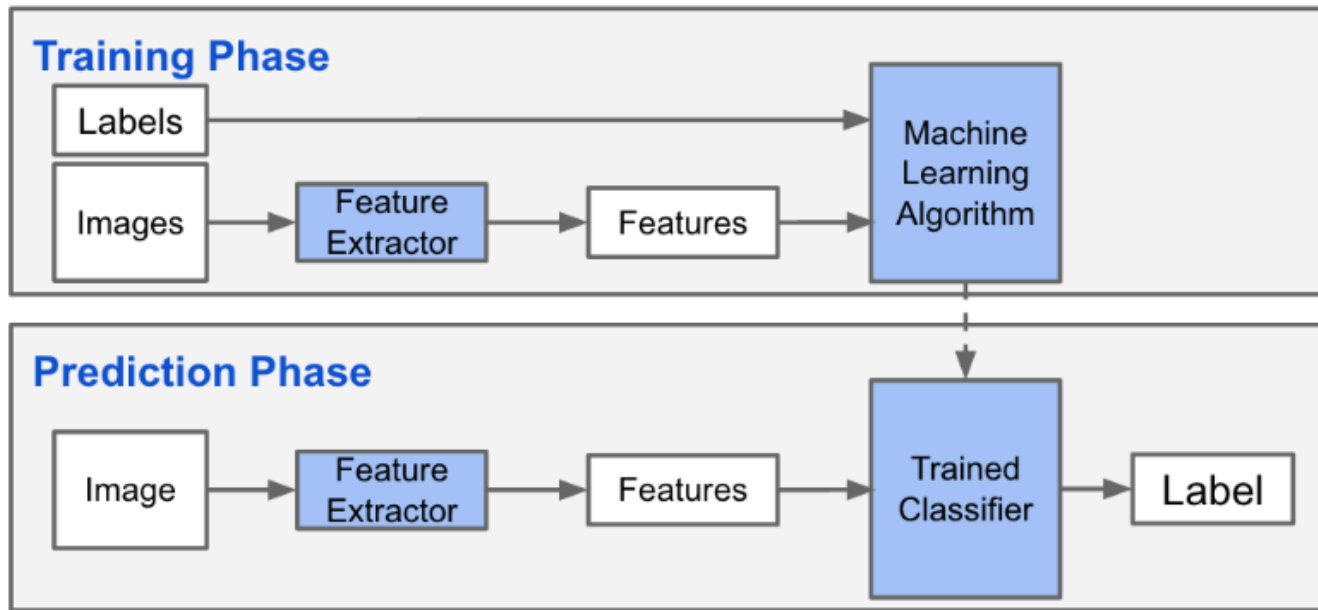 Training Phase
Labels
Images
Feature
Extractor
Features
Machine
Learning
Algorithm
Prediction Phase
Image
Feature
Extractor
Features
Trained
Classifier
Label